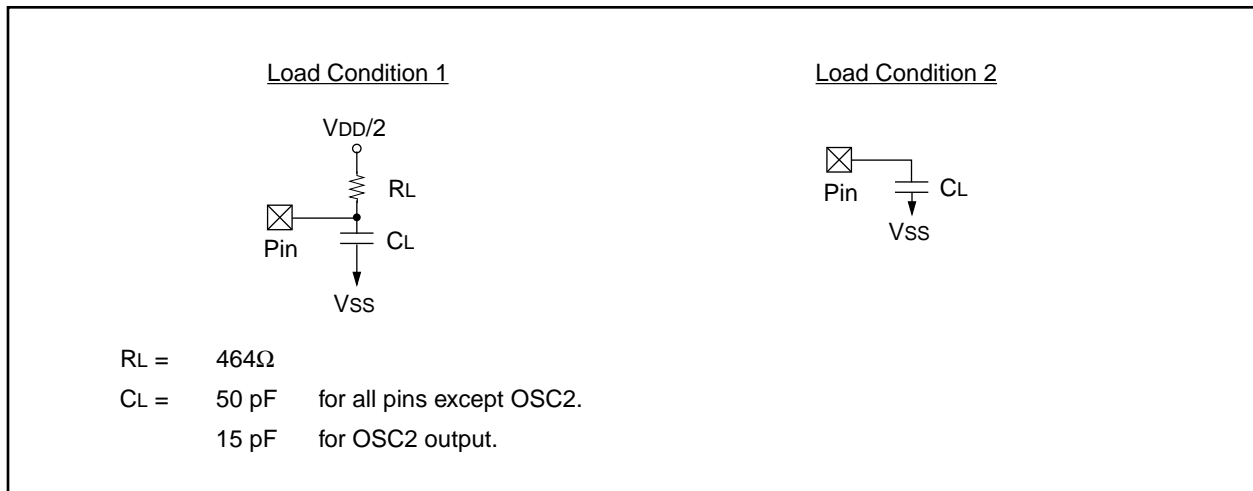 Load Condition 1
VDD/2
RL
Pin
CL
VSS
Load Condition 2
Pin
CL
VSS
RL = 464Ω
CL = 50 pF for all pins except OSC2.
15 pF for OSC2 output.